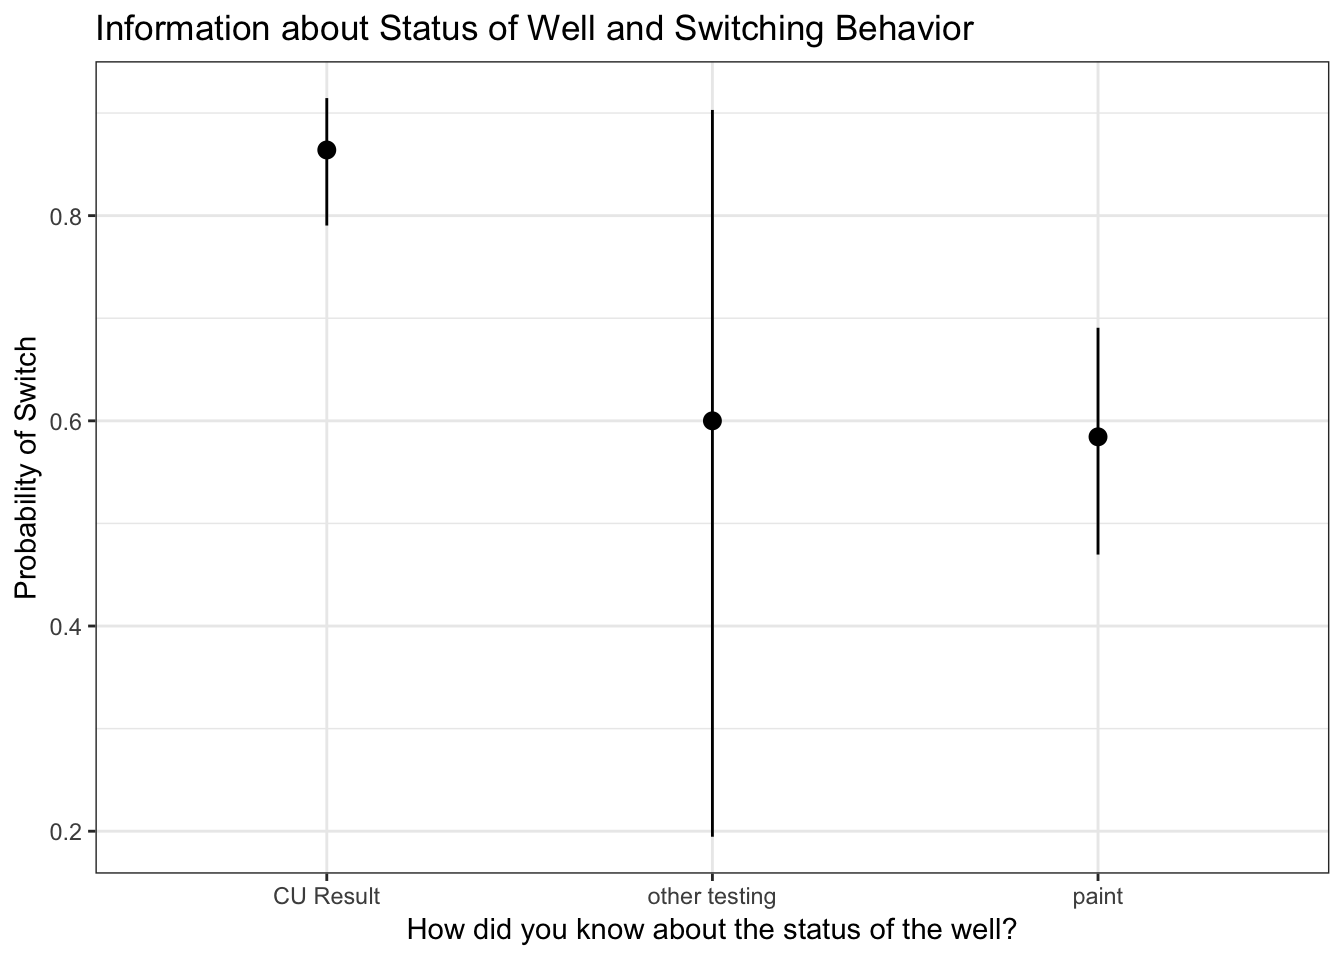 Information about Status of Well and Switching Behavior
Probability of Switch
0.8
0.6
0.4
0.2
CU Result
other testing
paint
How did you know about the status of the well?